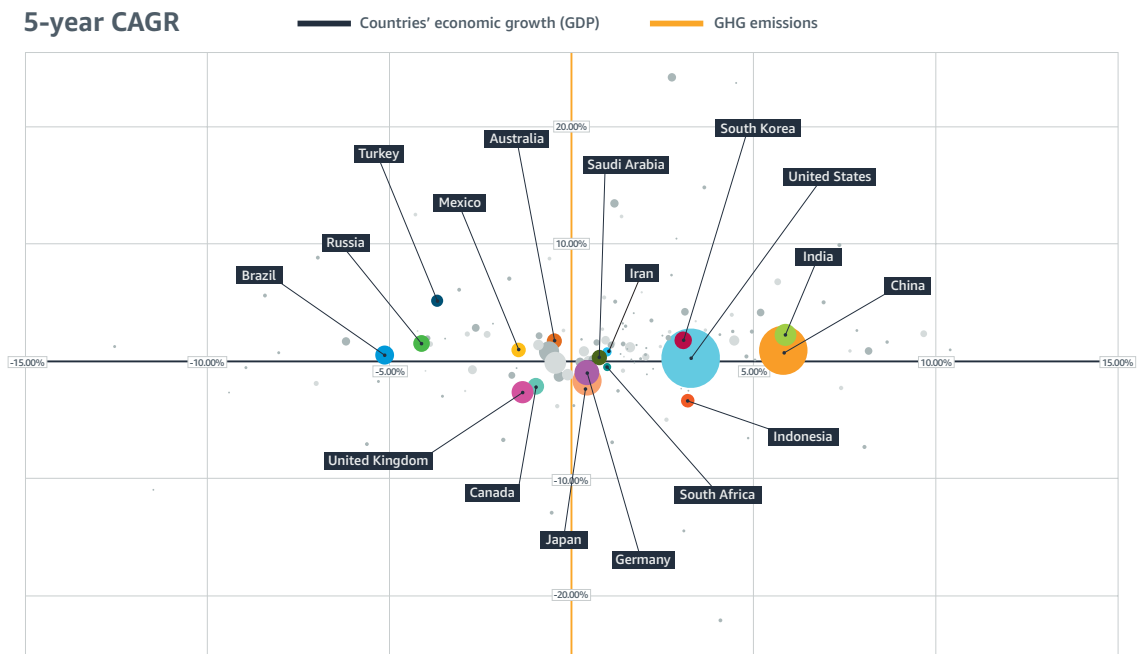 5-year CAGR
Countries’ economic growth (GDP)
GHG emissions
20.00%
South Korea
Australia
Turkey
Saudi Arabia
United States
Mexico
Russia
10.00%
India
Brazil
Iran
China
-15.00%
-10.00%
-5.00%
5.00%
10.00%
15.00%
Indonesia
United Kingdom
-10.00%
Canada
South Africa
Japan
Germany
-20.00%